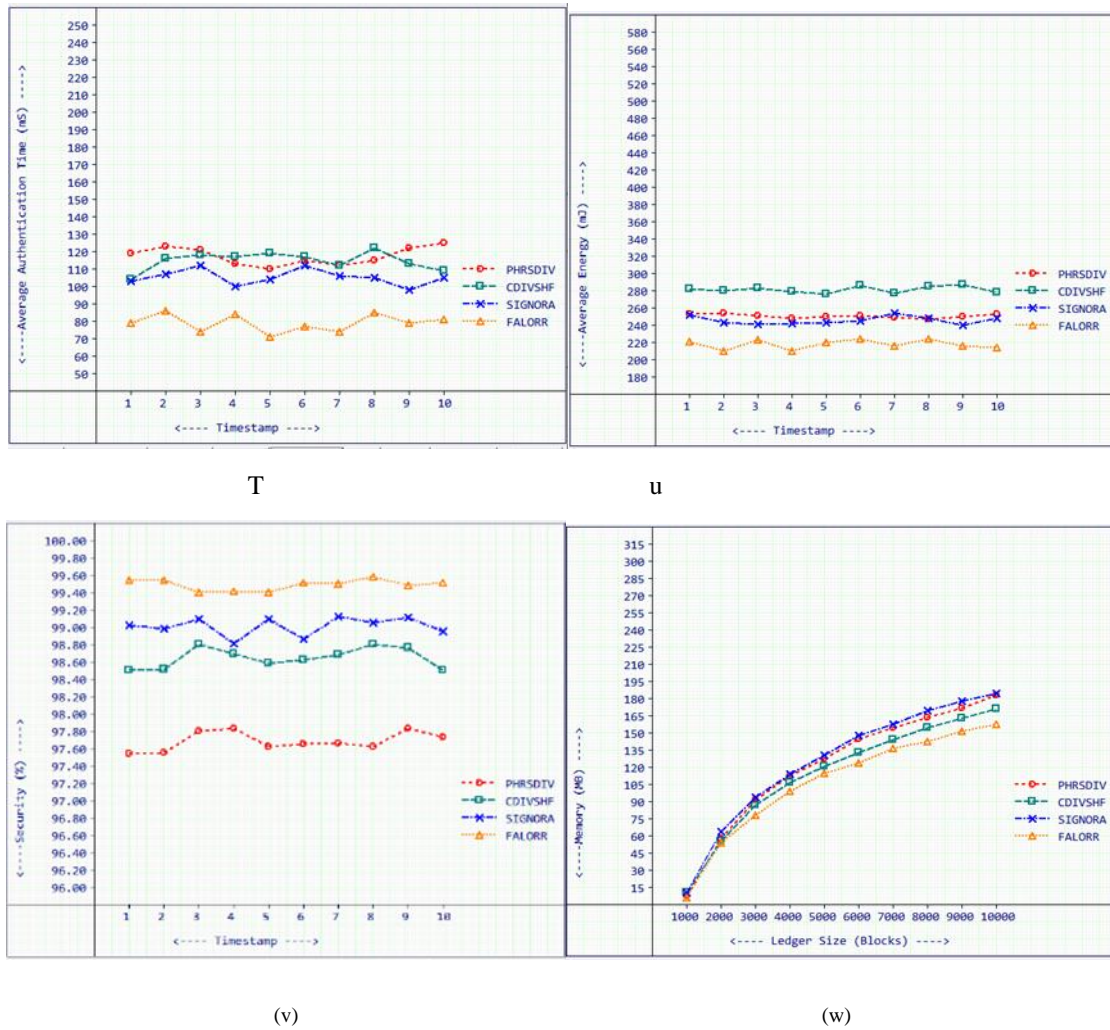 250
240
230
220
210
200
190
180
170
160
150
140
130
120
110
100
90
80
70
60
50
<----Average Authentication Time (mS) ---->
1 2 3 4 5 6 7 8 9 10
<---- Timestamp ---->
PHRSDIV
CDIVSHF
SIGNORA
FALORR
580
560
540
520
500
480
460
440
420
400
380
360
340
320
300
280
260
240
220
200
180
<----Average Energy (mJ) ---->
1 2 3 4 5 6 7 8 9 10
<---- Timestamp ---->
PHRSDIV
CDIVSHF
SIGNORA
FALORR
T u
100.00
99.80
99.60
99.40
99.20
99.00
98.80
98.60
98.40
98.20
98.00
97.80
97.60
97.40
97.20
97.00
96.80
96.60
96.40
96.20
96.00
<----Security (%) ---->
1 2 3 4 5 6 7 8 9 10
<---- Timestamp ---->
PHRSDIV
CDIVSHF
SIGNORA
FALORR
315
300
285
270
255
240
225
210
195
180
165
150
135
120
105
90
75
60
45
30
15
<----Memory (MB) ---->
1000 2000 3000 4000 5000 6000 7000 8000 9000 10000
<---- Ledger Size (Blocks) ---->
PHRSDIV
CDIVSHF
SIGNORA
FALORR
(v) (w)